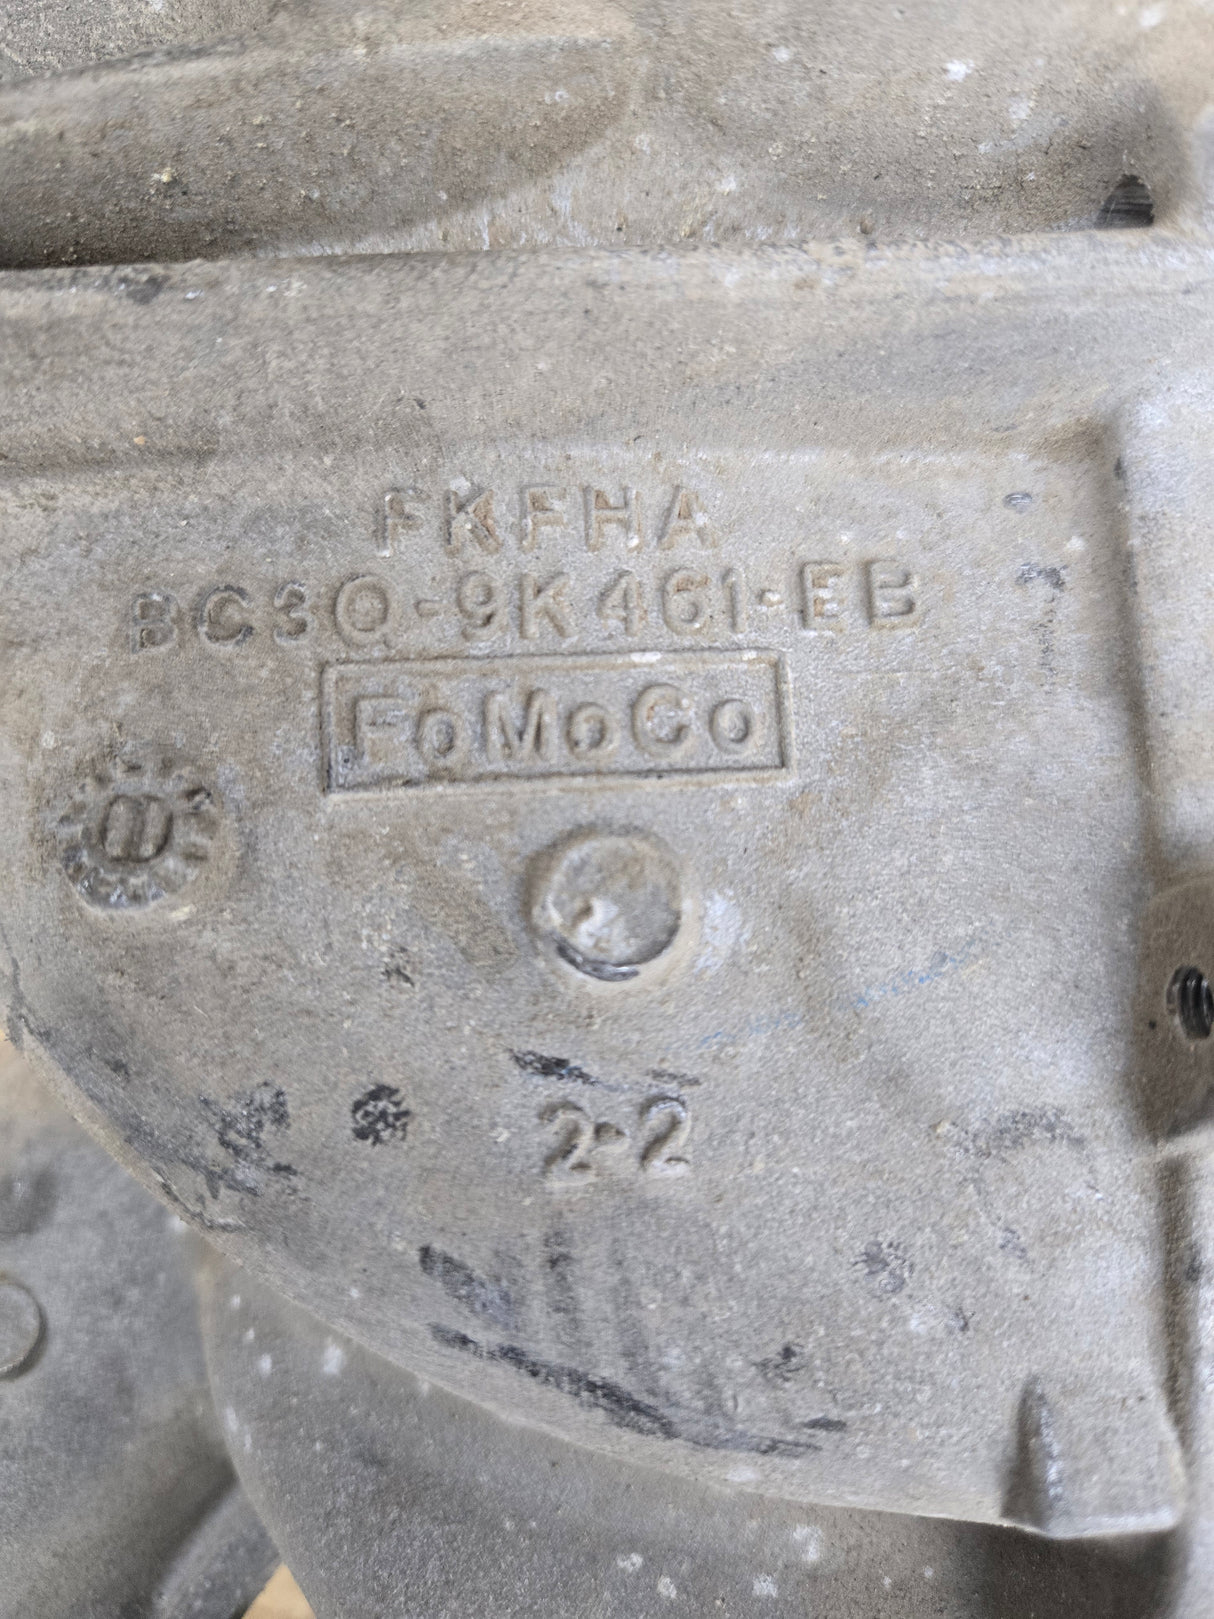 FKFHA
BC3Q-9K461-EB
FoMoCo
2-2